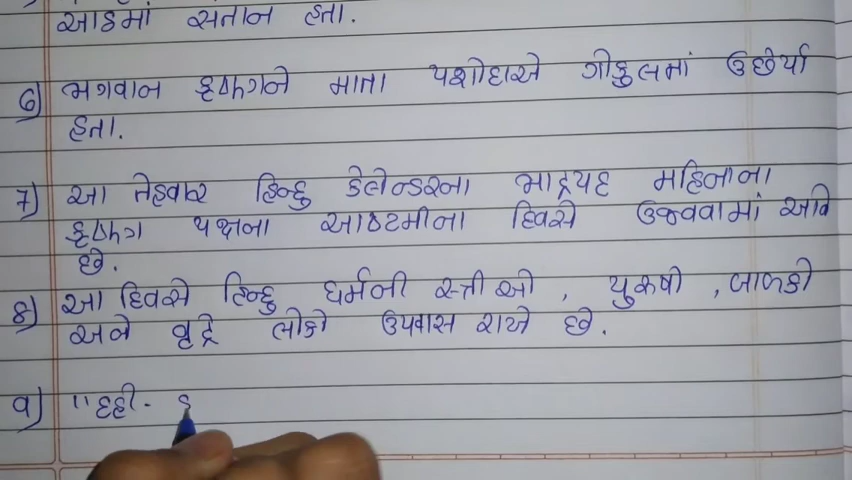 આઠમાં સંતાન હતા.
6) ભગવાન કૃષ્ણને માતા યશોદાએ ગોકુલમાં ઉછેર્યા
હતા.
7) આ તેહવાર હિન્દુ કેલેન્ડરના ભાદ્રપદ મહિનાના
કૃષ્ણ પક્ષના આઠમીના દિવસે ઉજવવામાં આવે
છે.
8) આ દિવસે હિન્દુ ધર્મની સ્ત્રીઓ , પુરુષો , બાળકો
અને વૃદ્ધ લોકો ઉપવાસ રાખે છે.
9) "દહીં-